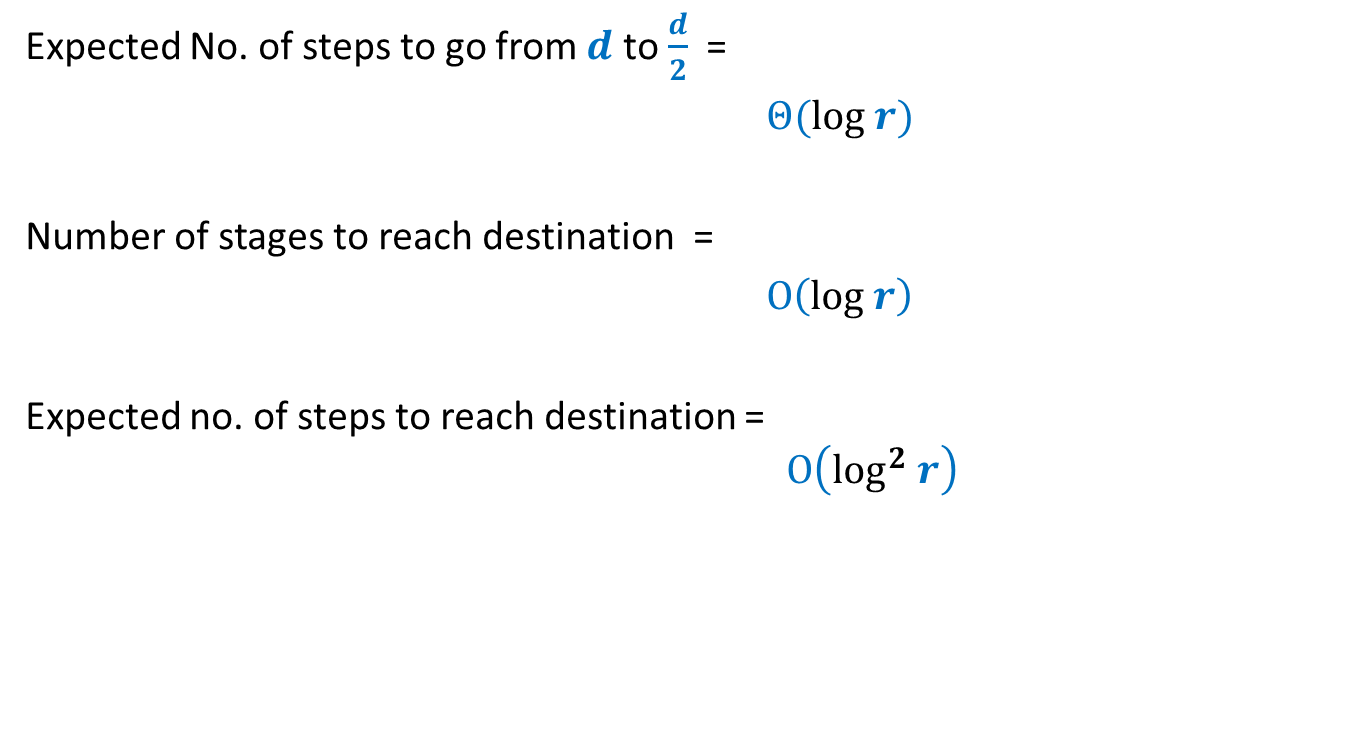 Expected No. of steps to go from d to d/2 =
Θ(log r)
Number of stages to reach destination =
O(log r)
Expected no. of steps to reach destination =
O(log² r)